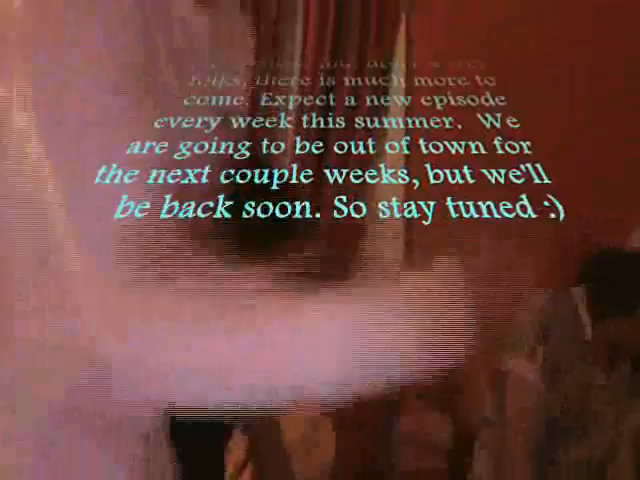 folks, there is much more to
come. Expect a new episode
every week this summer. We
are going to be out of town for
the next couple weeks, but we'll
be back soon. So stay tuned :)